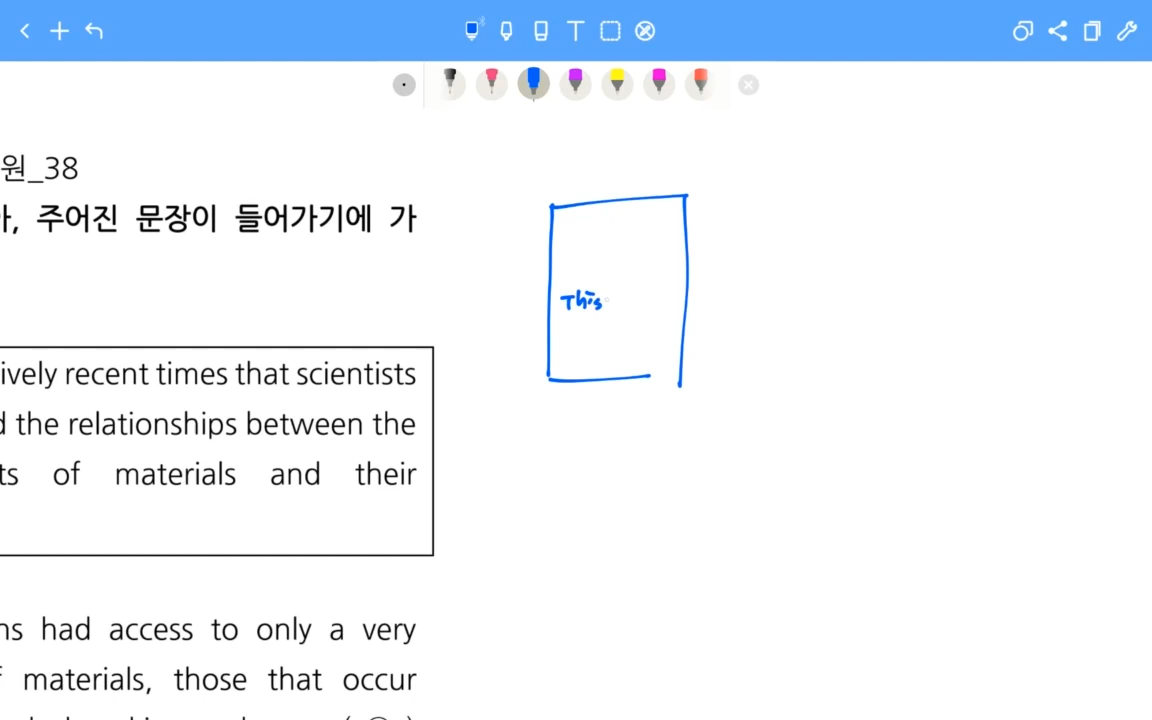 원_38
주어진 문장이 들어가기에 가
This
ively recent times that scientists
the relationships between the
ts of materials and their
ns had access to only a very
materials, those that occur